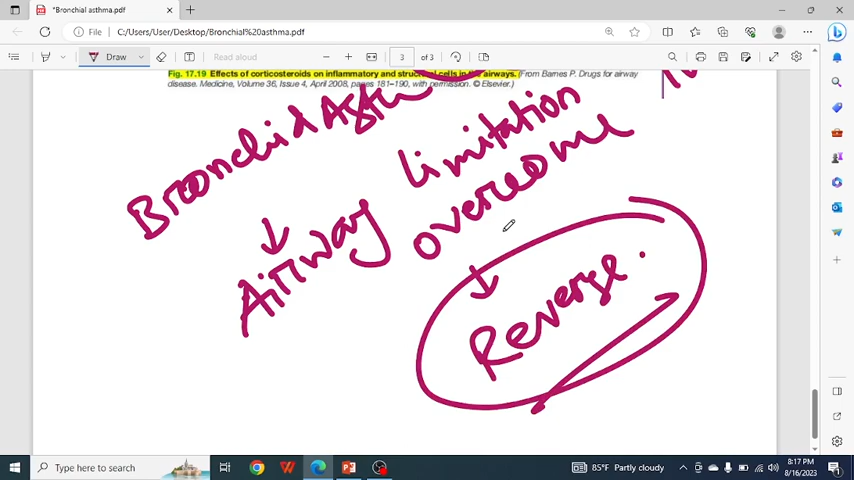 *Bronchial asthma.pdf
File
C:/Users/User/Desktop/Bronchial%20asthma.pdf
Draw
Read aloud
3
of 3
Fig. 17.19 Effects of corticosteroids on inflammatory and structural cells in the airways. (From Barnes P. Drugs for airway
disease. Medicine, Volume 36, Issue 4, April 2008, pages 181–190, with permission. © Elsevier.)
Bronchial Asth
Airway limitation
overcome
Reverse.
Type here to search
85°F Partly cloudy
8:17 PM
8/16/2023